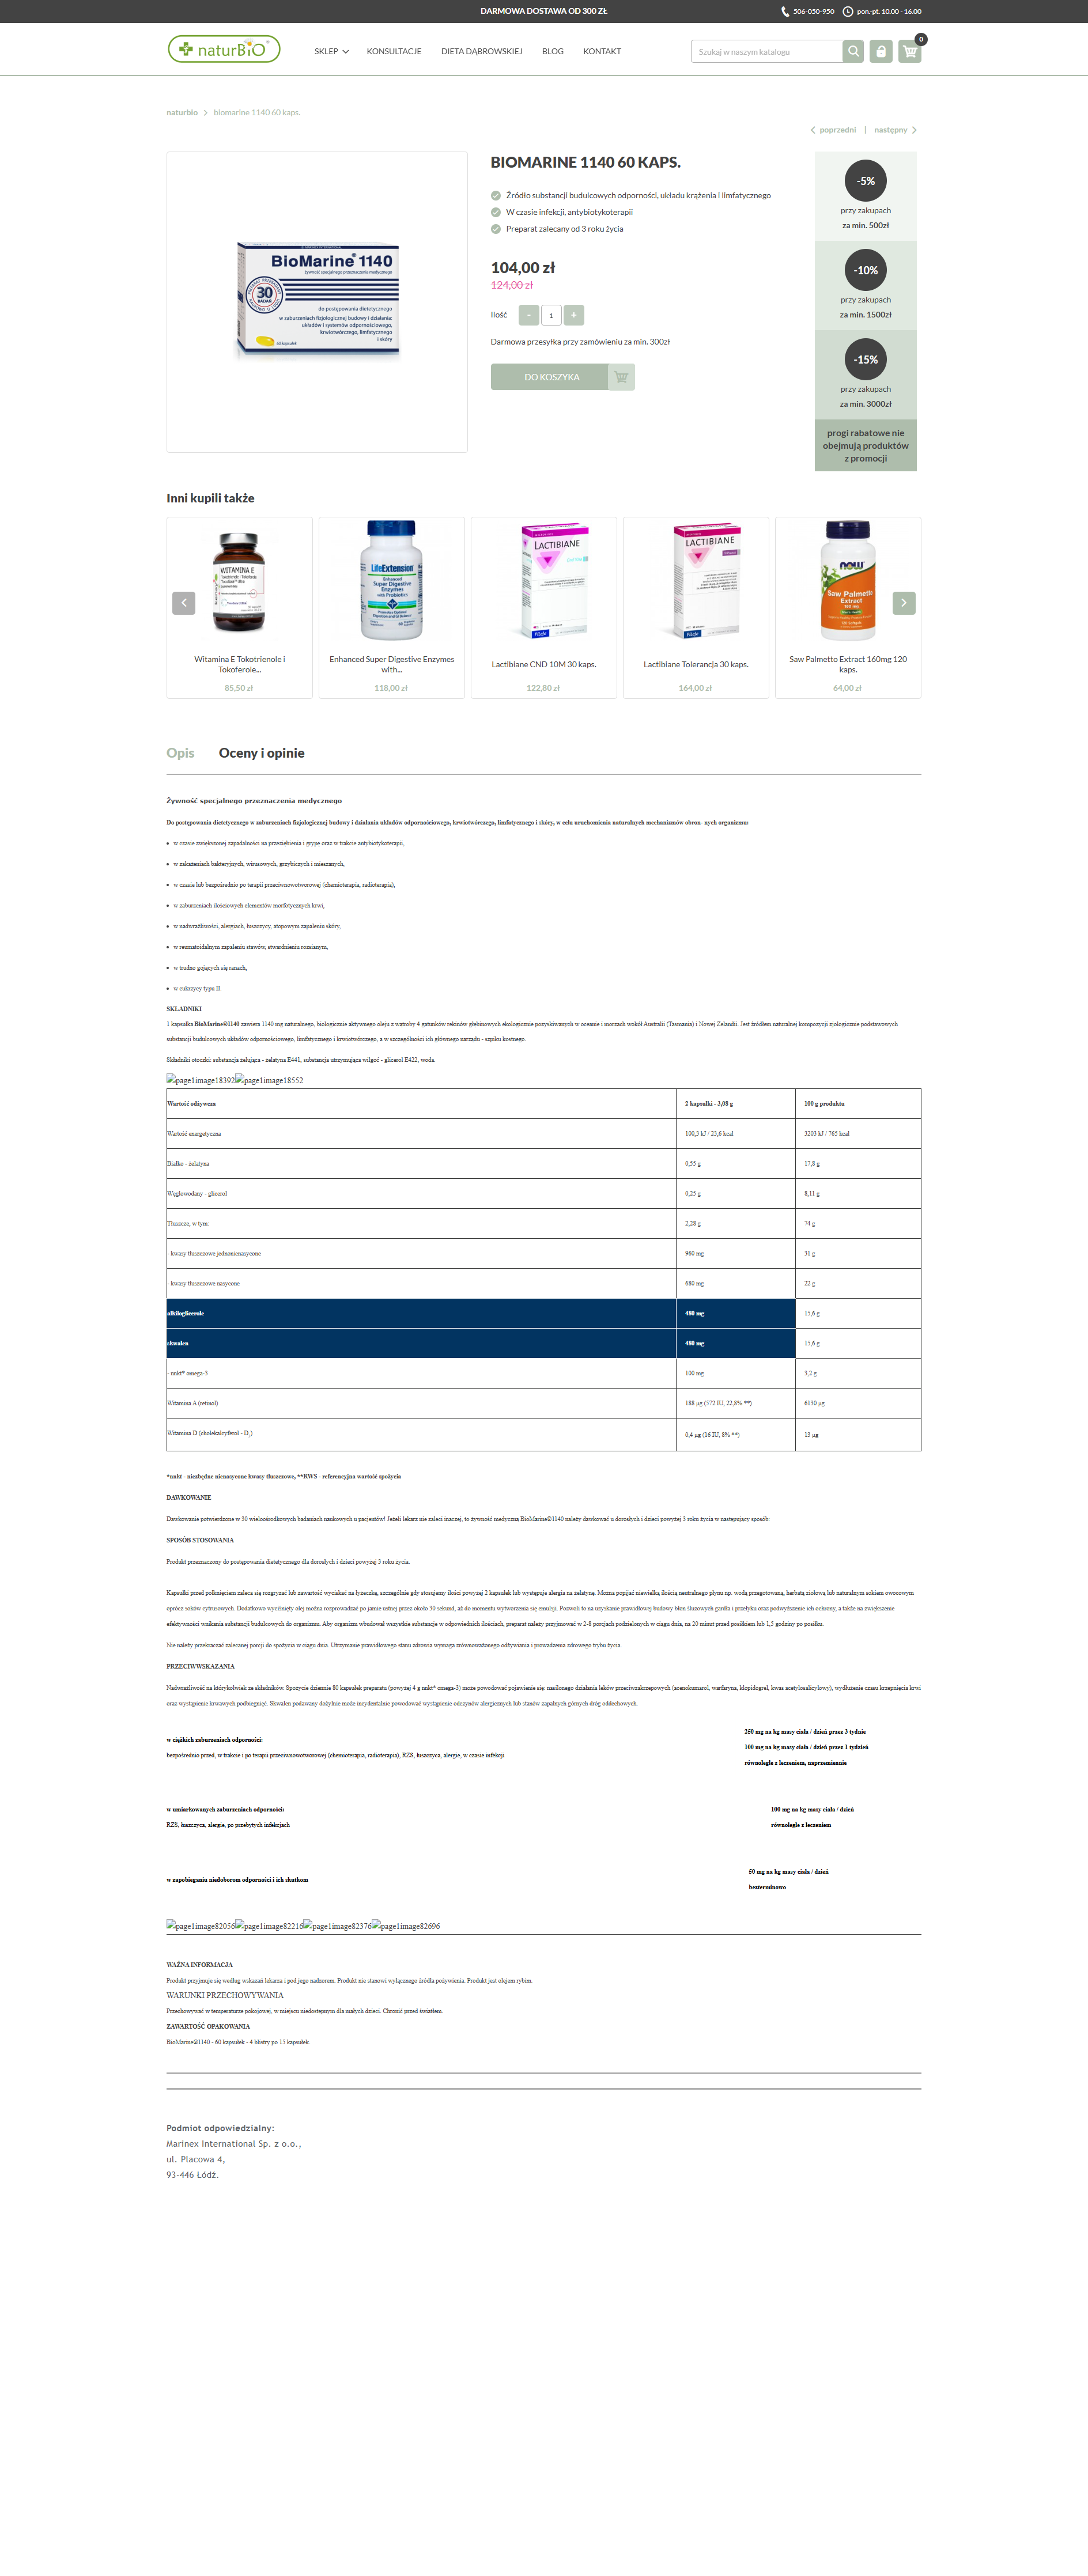 DARMOWA DOSTAWA OD 300 ZŁ
506-050-950
pon.-pt. 10.00 - 16.00
naturBiO
SKLEP
KONSULTACJE
DIETA DĄBROWSKIEJ
BLOG
KONTAKT
Szukaj w naszym katalogu
0
naturbio
biomarine 1140 60 kaps.
poprzedni | następny
BioMarine® 1140
żywność specjalnego przeznaczenia medycznego
30
BADAŃ
do postępowania dietetycznego
w zaburzeniach fizjologicznej budowy i działania:
układów i systemów odpornościowego,
krwiotwórczego, limfatycznego
i skóry
60 kapsułek
BIOMARINE 1140 60 KAPS.
Źródło substancji budulcowych odporności, układu krążenia i limfatycznego
W czasie infekcji, antybiotykoterapii
Preparat zalecany od 3 roku życia
104,00 zł
124,00 zł
Ilość
-
1
+
Darmowa przesyłka przy zamówieniu za min. 300zł
DO KOSZYKA
-5%
przy zakupach
za min. 500zł
-10%
przy zakupach
za min. 1500zł
-15%
przy zakupach
za min. 3000zł
progi rabatowe nie
obejmują produktów
z promocji
Inni kupili także
WITAMINA E
LifeExtension
Enhanced
Super Digestive
Enzymes
with Probiotics
LACTIBIANE
Pileje
LACTIBIANE
Pileje
NOW
Saw Palmetto
Extract
Witamina E Tokotrienole i
Tokoferole...
85,50 zł
Enhanced Super Digestive Enzymes
with...
118,00 zł
Lactibiane CND 10M 30 kaps.
122,80 zł
Lactibiane Tolerancja 30 kaps.
164,00 zł
Saw Palmetto Extract 160mg 120
kaps.
64,00 zł
Opis
Oceny i opinie
Żywność specjalnego przeznaczenia medycznego
Do postępowania dietetycznego w zaburzeniach fizjologicznej budowy i działania układów odpornościowego, krwiotwórczego, limfatycznego i skóry, w celu uruchomienia naturalnych mechanizmów obron- nych organizmu:
• w czasie zwiększonej zapadalności na przeziębienia i grypę oraz w trakcie antybiotykoterapii,
• w zakażeniach bakteryjnych, wirusowych, grzybiczych i mieszanych,
• w czasie lub bezpośrednio po terapii przeciwnowotworowej (chemioterapia, radioterapia),
• w zaburzeniach ilościowych elementów morfotycznych krwi,
• w nadwrażliwości, alergiach, łuszczycy, atopowym zapaleniu skóry,
• w reumatoidalnym zapaleniu stawów, stwardnieniu rozsianym,
• w trudno gojących się ranach,
• w cukrzycy typu II.
SKŁADNIKI
1 kapsułka BioMarine®1140 zawiera 1140 mg naturalnego, biologicznie aktywnego oleju z wątroby 4 gatunków rekinów głębinowych ekologicznie pozyskiwanych w oceanie i morzach wokół Australii (Tasmania) i Nowej Zelandii. Jest źródłem naturalnej kompozycji zjologicznie podstawowych
substancji budulcowych układów odpornościowego, limfatycznego i krwiotwórczego, a w szczególności ich głównego narządu - szpiku kostnego.
Składniki otoczki: substancja żelująca - żelatyna E441, substancja utrzymująca wilgoć - glicerol E422, woda.
page1image18392 page1image18552
Wartość odżywcza
2 kapsułki - 3,08 g
100 g produktu
Wartość energetyczna
100,3 kJ / 23,6 kcal
3203 kJ / 765 kcal
Białko - żelatyna
0,55 g
17,8 g
Węglowodany - glicerol
0,25 g
8,11 g
Tłuszcze, w tym:
2,28 g
74 g
- kwasy tłuszczowe jednonienasycone
960 mg
31 g
- kwasy tłuszczowe nasycone
680 mg
22 g
alkiloglicerole
480 mg
15,6 g
skwalen
480 mg
15,6 g
- nnkt* omega-3
100 mg
3,2 g
Witamina A (retinol)
188 µg (572 IU, 22,8% **)
6130 µg
Witamina D (cholekalcyferol - D3)
0,4 µg (16 IU, 8% **)
13 µg
*nnkt - niezbędne nienasycone kwasy tłuszczowe, **RWS - referencyjna wartość spożycia
DAWKOWANIE
Dawkowanie potwierdzone w 30 wieloośrodkowych badaniach naukowych u pacjentów! Jeżeli lekarz nie zaleci inaczej, to żywność medyczną BioMarine®1140 należy dawkować u dorosłych i dzieci powyżej 3 roku życia w następujący sposób:
SPOSÓB STOSOWANIA
Produkt przeznaczony do postępowania dietetycznego dla dorosłych i dzieci powyżej 3 roku życia.
Kapsułki przed połknięciem zaleca się rozgryzać lub zawartość wyciskać na łyżeczkę, szczególnie gdy stosujemy ilości powyżej 2 kapsułek lub występuje alergia na żelatynę. Można popijać niewielką ilością neutralnego płynu np. wodą przegotowaną, herbatą ziołową lub naturalnym sokiem owocowym
oprócz soków cytrusowych. Dodatkowo wyciśnięty olej można rozprowadzać po jamie ustnej przez około 30 sekund, aż do momentu wytworzenia się emulsji. Pozwoli to na uzyskanie prawidłowej budowy błon śluzowych gardła i przełyku oraz podwyższenie ich ochrony, a także na zwiększenie
efektywności wnikania substancji budulcowych do organizmu. Aby organizm wbudował wszystkie substancje w odpowiednich ilościach, preparat należy przyjmować w 2-8 porcjach podzielonych w ciągu dnia, na 20 minut przed posiłkiem lub 1,5 godziny po posiłku.
Nie należy przekraczać zalecanej porcji do spożycia w ciągu dnia. Utrzymanie prawidłowego stanu zdrowia wymaga zrównoważonego odżywiania i prowadzenia zdrowego trybu życia.
PRZECIWWSKAZANIA
Nadwrażliwość na którykolwiek ze składników. Spożycie dziennie 80 kapsułek preparatu (powyżej 4 g nnkt* omega-3) może powodować pojawienie się: nasilonego działania leków przeciwzakrzepowych (acenokumarol, warfaryna, klopidogrel, kwas acetylosalicylowy), wydłużenie czasu krzepnięcia krwi
oraz wystąpienie krwawych podbiegnięć. Skwalen podawany dożylnie może incydentalnie powodować wystąpienie odczynów alergicznych lub stanów zapalnych górnych dróg oddechowych.
w ciężkich zaburzeniach odporności:
bezpośrednio przed, w trakcie i po terapii przeciwnowotworowej (chemioterapia, radioterapia), RZS, łuszczyca, alergie, w czasie infekcji
250 mg na kg masy ciała / dzień przez 3 tydnie
100 mg na kg masy ciała / dzień przez 1 tydzień
równolegle z leczeniem, naprzemiennie
w umiarkowanych zaburzeniach odporności:
RZS, łuszczyca, alergie, po przebytych infekcjach
100 mg na kg masy ciała / dzień
równolegle z leczeniem
w zapobieganiu niedoborom odporności i ich skutkom
50 mg na kg masy ciała / dzień
bezterminowo
page1image82056 page1image82216 page1image82376 page1image82696
WAŻNA INFORMACJA
Produkt przyjmuje się według wskazań lekarza i pod jego nadzorem. Produkt nie stanowi wyłącznego źródła pożywienia. Produkt jest olejem rybim.
WARUNKI PRZECHOWYWANIA
Przechowywać w temperaturze pokojowej, w miejscu niedostępnym dla małych dzieci. Chronić przed światłem.
ZAWARTOŚĆ OPAKOWANIA
BioMarine®1140 - 60 kapsułek - 4 blistry po 15 kapsułek.
Podmiot odpowiedzialny:
Marinex International Sp. z o.o.,
ul. Placowa 4,
93-446 Łódź.